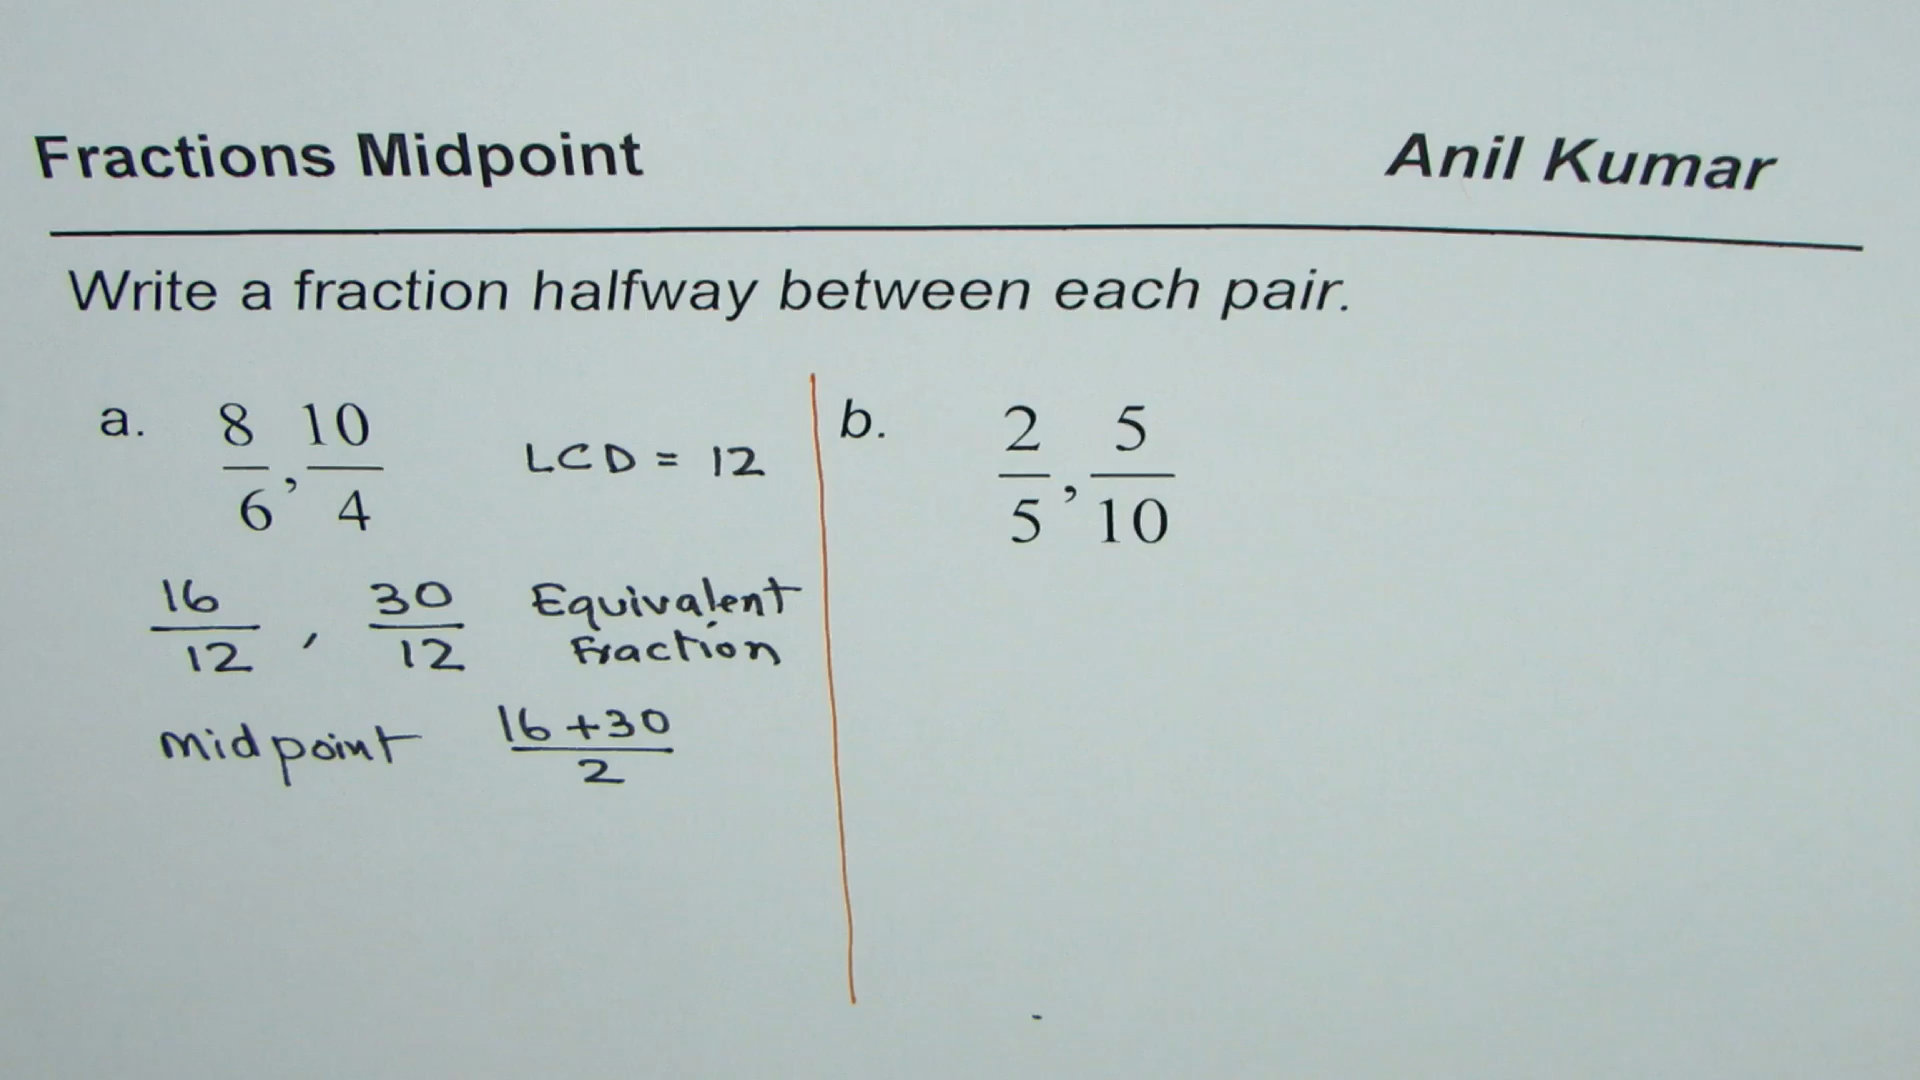 Fractions Midpoint
Anil Kumar
Write a fraction halfway between each pair.
a. 8/6, 10/4
LCD = 12
16/12 , 30/12
Equivalent
Fraction
midpoint 16+30/2
b. 2/5, 5/10